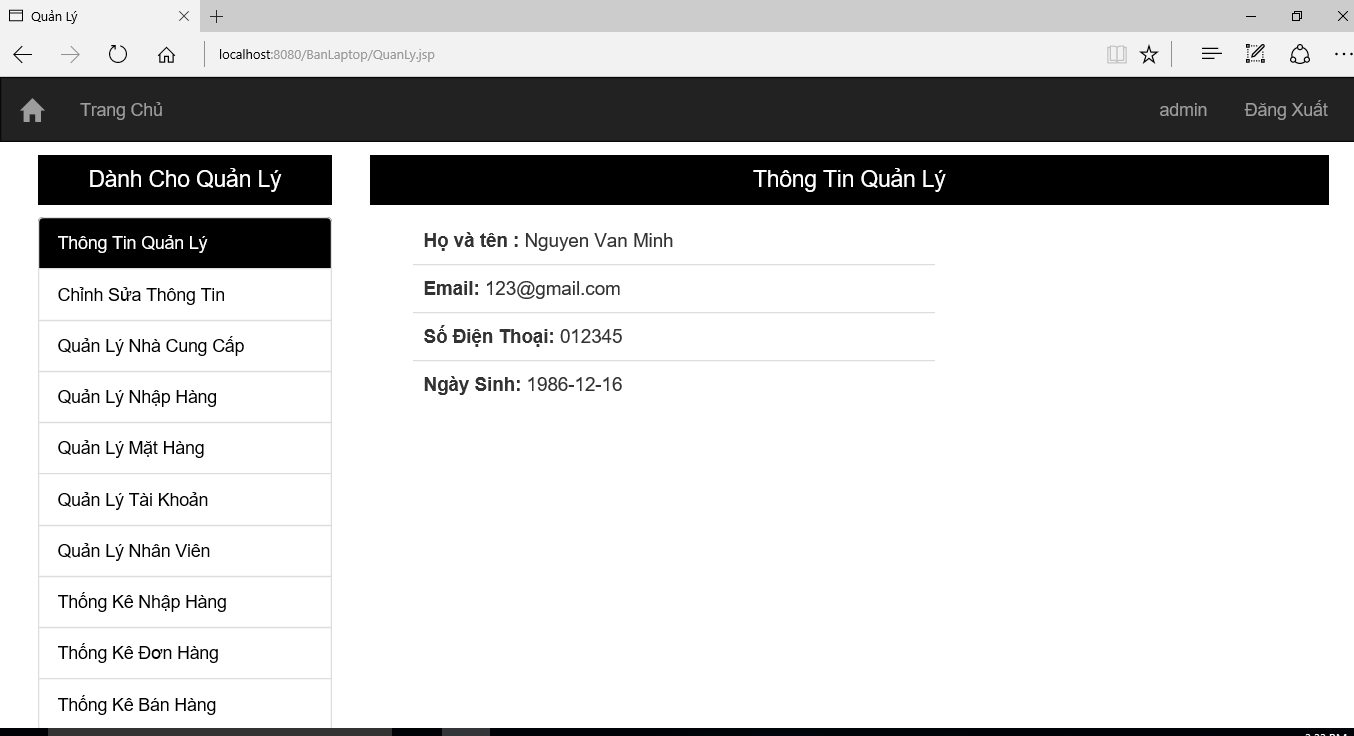 Quản Lý
localhost:8080/BanLaptop/QuanLy.jsp
Trang Chủ
admin
Đăng Xuất
Dành Cho Quản Lý
Thông Tin Quản Lý
Chỉnh Sửa Thông Tin
Quản Lý Nhà Cung Cấp
Quản Lý Nhập Hàng
Quản Lý Mặt Hàng
Quản Lý Tài Khoản
Quản Lý Nhân Viên
Thống Kê Nhập Hàng
Thống Kê Đơn Hàng
Thống Kê Bán Hàng
Thông Tin Quản Lý
Họ và tên : Nguyen Van Minh
Email: 123@gmail.com
Số Điện Thoại: 012345
Ngày Sinh: 1986-12-16